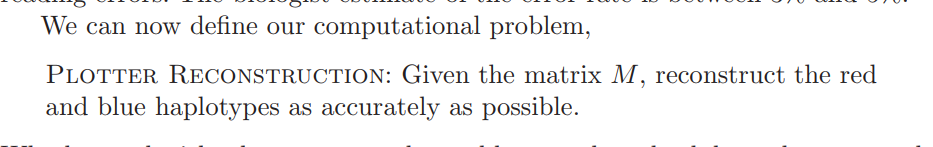 We can now define our computational problem,
PLOTTER RECONSTRUCTION: Given the matrix M, reconstruct the red
and blue haplotypes as accurately as possible.